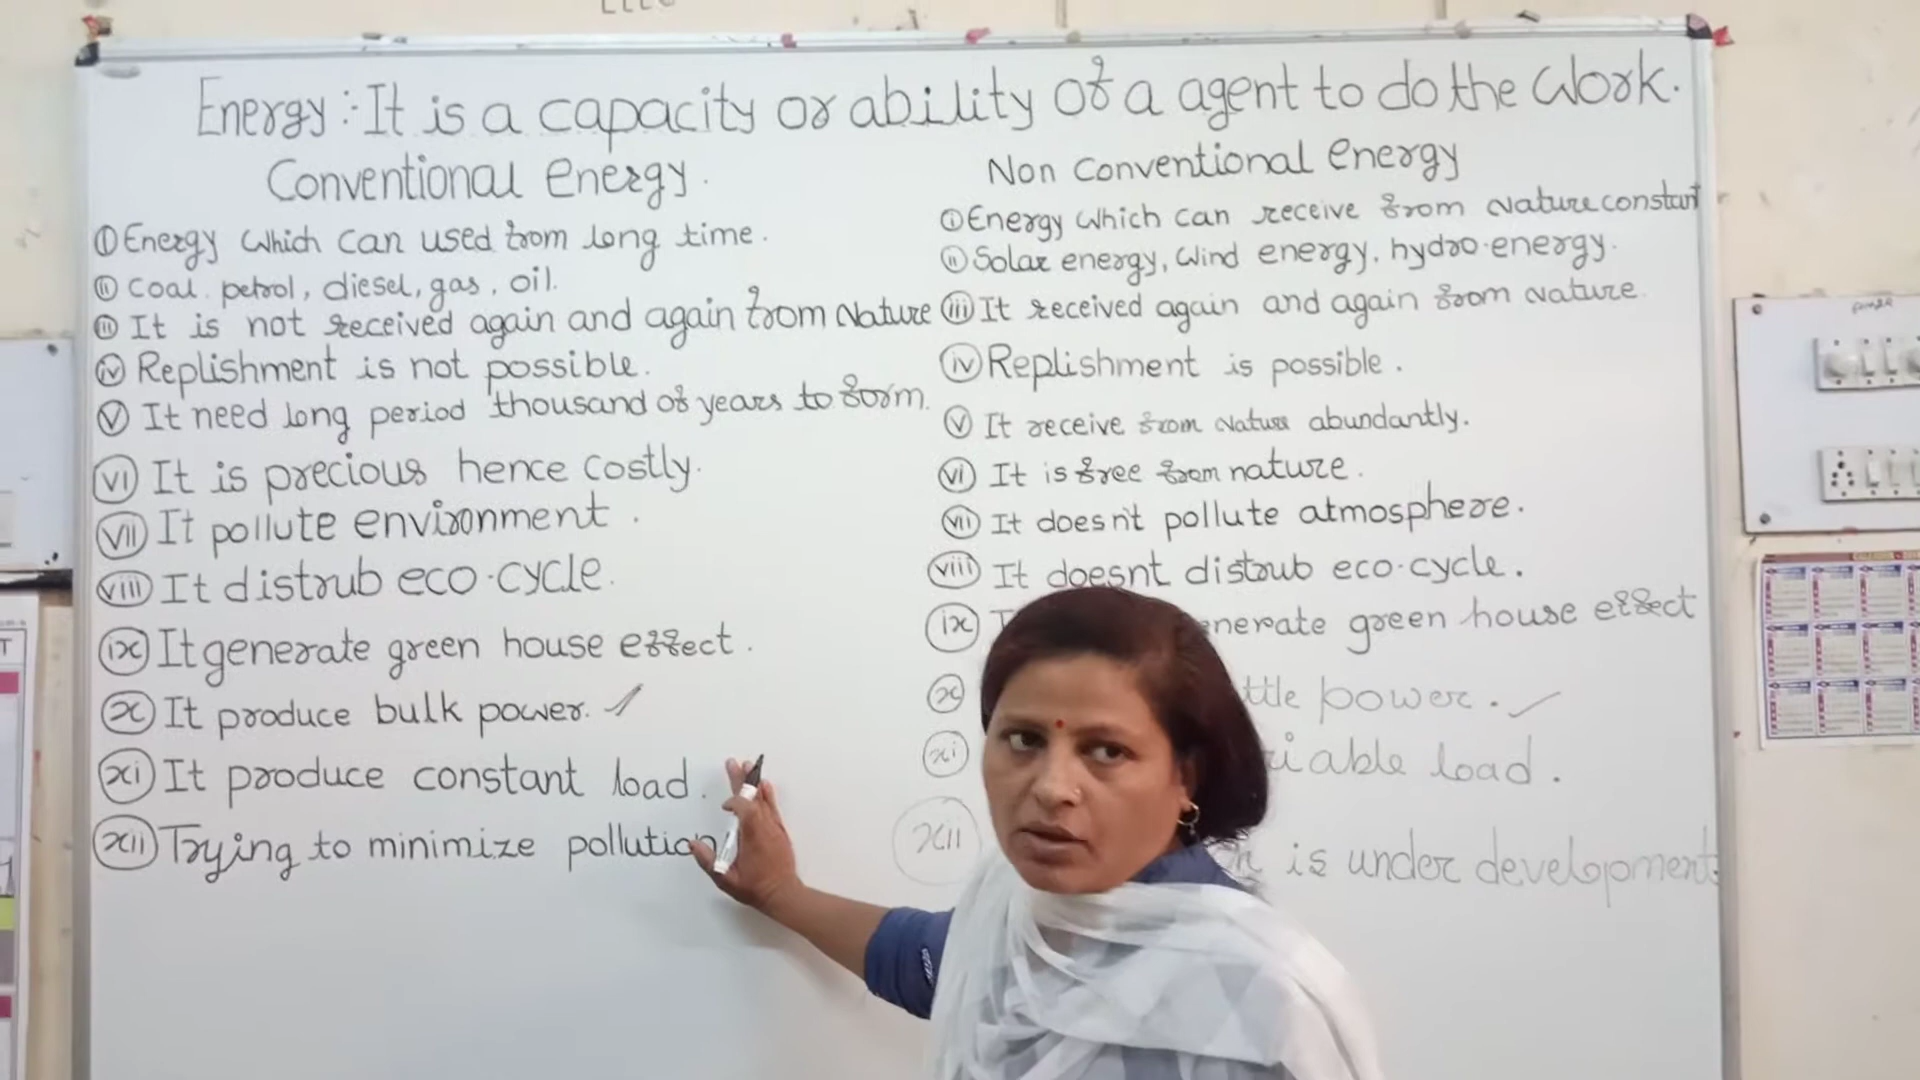 Energy :- It is a capacity or ability of a agent to do the work.
Conventional energy.
① Energy which can used from long time.
ⓘⓘ Coal. petrol, diesel, gas, oil.
ⓘⓘ It is not received again and again from Nature
iv Replishment is not possible.
v It need long period thousand of years to form.
vi It is precious hence costly.
vii It pollute environment.
viii It distrub eco-cycle.
ix It generate green house effect.
x It produce bulk power.
xi It produce constant load.
xii Trying to minimize pollution
Non conventional energy
i Energy which can receive from Nature constant
ii Solar energy, wind energy, hydro-energy.
iii It received again and again from Nature.
iv Replishment is possible.
v It receive from Nature abundantly.
vi It is free from nature.
vii It doesn't pollute atmosphere.
viii It doesnt distrub eco-cycle.
ix green house effect
x power.
xi load.
xii is under development.